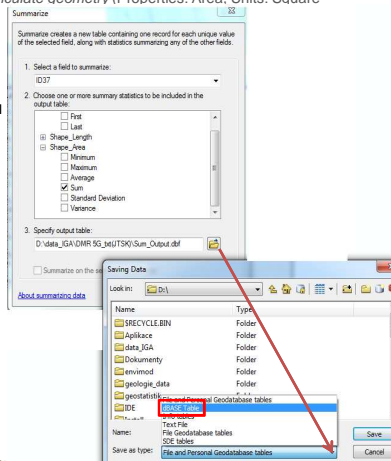 culate geometry (Properties: Area, Units: Square
Summarize
Summarize creates a new table containing one record for each unique value
of the selected field, along with statistics summarizing any of the other fields.
1. Select a field to summarize:
ID37
2. Choose one or more summary statistics to be included in the
output table:
First
Last
Shape_Length
Shape_Area
Minimum
Maximum
Average
Sum
Standard Deviation
Variance
3. Specify output table:
D:\data_IGA\DMR 5G_txt(JTSK)\Sum_Output.dbf
Summarize on the se
About summarizing data
Saving Data
Look in: D:\
Name Type
$RECYCLE.BIN Folder
Aplikace Folder
data_IGA Folder
Dokumenty Folder
envimod Folder
geologie_data Folder
geostatistik
IDE
File and Personal Geodatabase tables
dBASE Table
Text File
File Geodatabase tables
SDE tables
Name: Save
Save as type: File and Personal Geodatabase tables Cancel